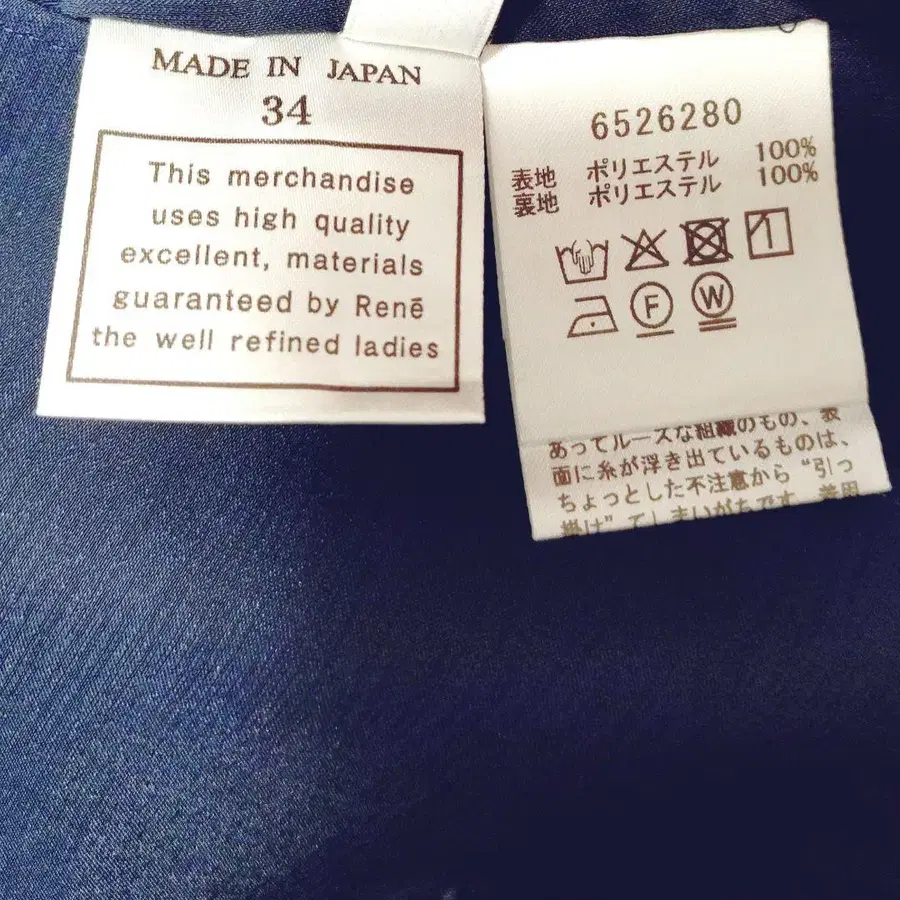 MADE IN JAPAN
34
This merchandise
uses high quality
excellent, materials
guaranteed by René
the well refined ladies
6526280
表地 ポリエステル 100%
裏地 ポリエステル 100%
F W
あってルーズな組織のもの、表
面に糸が浮き出ているものは、
ちょっとした不注意から“引っ
掛け”てしまいがちです。着用